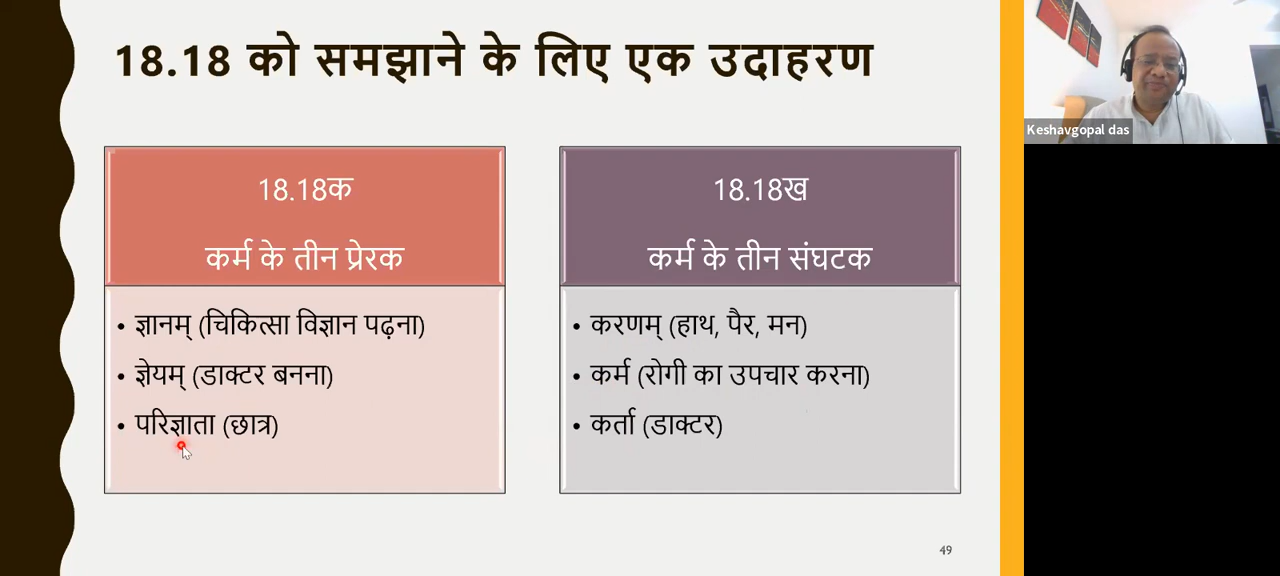 18.18 को समझाने के लिए एक उदाहरण
18.18क
कर्म के तीन प्रेरक
• ज्ञानम् (चिकित्सा विज्ञान पढ़ना)
• ज्ञेयम् (डाक्टर बनना)
• परिज्ञाता (छात्र)
18.18ख
कर्म के तीन संघटक
• करणम् (हाथ, पैर, मन)
• कर्म (रोगी का उपचार करना)
• कर्ता (डाक्टर)
49
Keshavgopal das